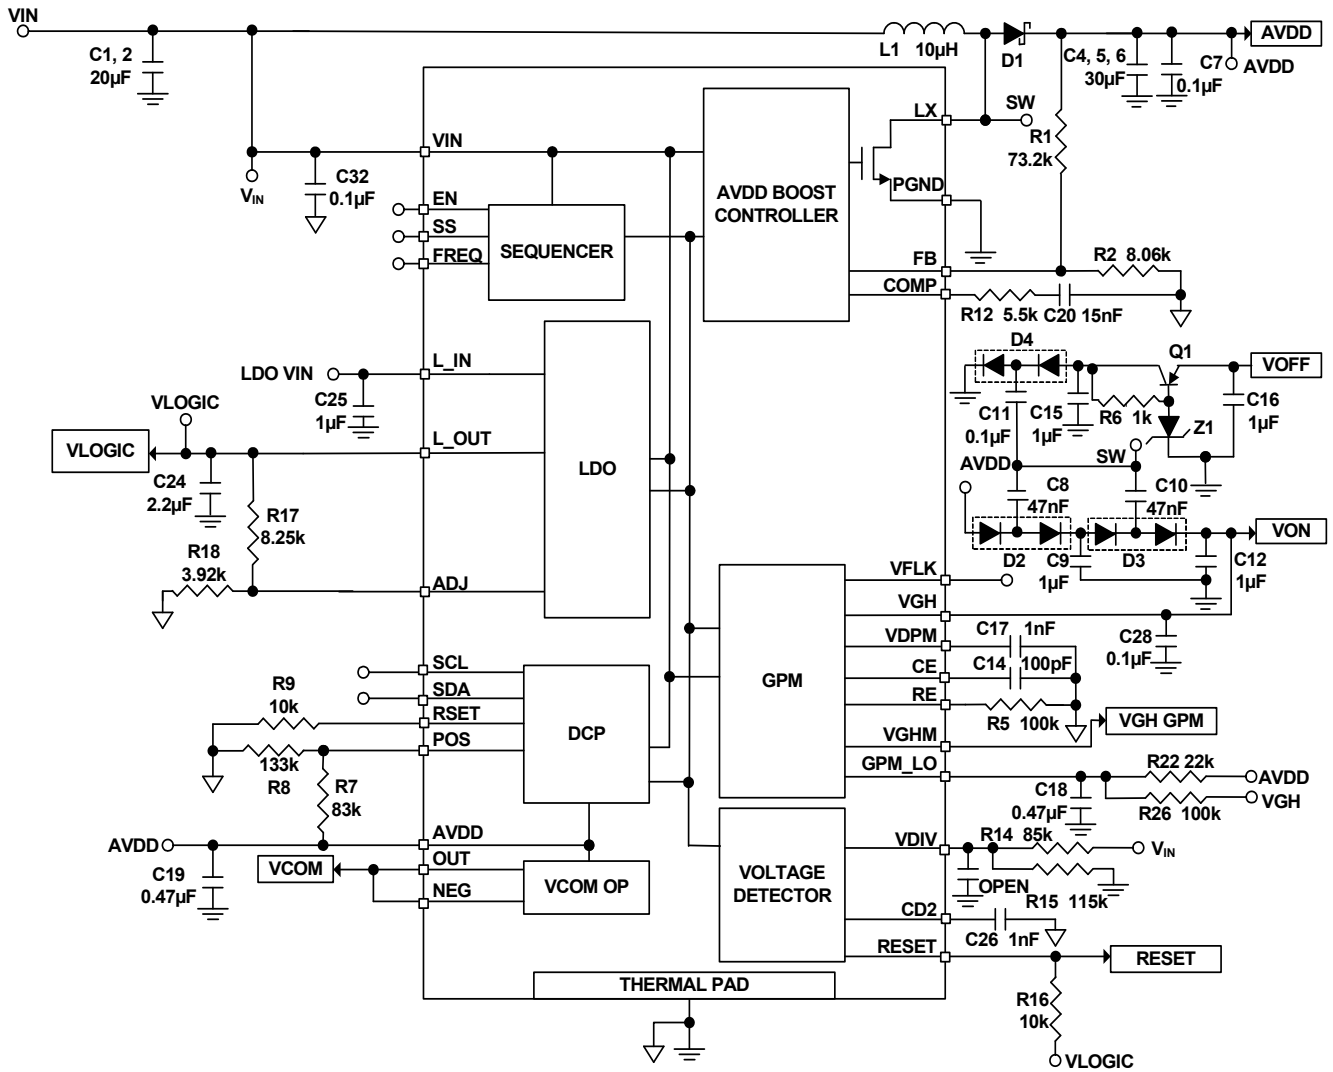 VIN
C1, 2
20µF
L1 10µH
D1
C4, 5, 6
30µF
C7
0.1µF
AVDD
AVDD
LX
SW
R1
73.2k
VIN
C32
0.1µF
VIN
EN
SS
FREQ
SEQUENCER
AVDD BOOST
CONTROLLER
PGND
FB
COMP
R2 8.06k
R12 5.5k
C20 15nF
D4
Q1
VOFF
C11
0.1µF
C15
1µF
R6 1k
Z1
C16
1µF
L_IN
LDO VIN
C25
1µF
VLOGIC
VLOGIC
L_OUT
C24
2.2µF
R17
8.25k
R18
3.92k
ADJ
LDO
AVDD
SW
C8
47nF
C10
47nF
VON
D2
C9
1µF
D3
C12
1µF
VFLK
VGH
VDPM
CE
RE
VGHM
GPM_LO
GPM
C17 1nF
C14 100pF
R5 100k
C28
0.1µF
VGH GPM
SCL
SDA
RSET
POS
DCP
R9
10k
133k
R8
R7
83k
AVDD
AVDD
C19
0.47µF
VCOM
OUT
NEG
VCOM OP
C18
0.47µF
R22 22k
AVDD
R26 100k
VGH
VDIV
R14 85k
VIN
OPEN
R15 115k
VOLTAGE
DETECTOR
CD2
C26 1nF
RESET
RESET
R16
10k
VLOGIC
THERMAL PAD